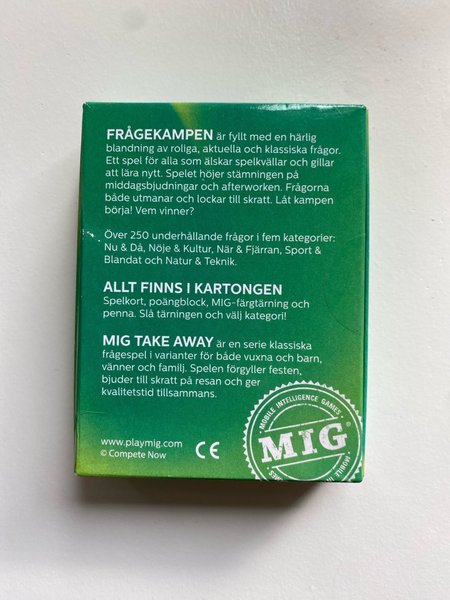 FRÅGEKAMPEN är fyllt med en härlig
blandning av roliga, aktuella och klassiska frågor.
Ett spel för alla som älskar spelkvällar och gillar
att lära nytt. Spelet höjer stämningen på
middagsbjudningar och afterworken. Frågorna
både utmanar och lockar till skratt. Låt kampen
börja! Vem vinner?
Över 250 underhållande frågor i fem kategorier:
Nu & Då, Nöje & Kultur, När & Fjärran, Sport &
Blandat och Natur & Teknik.
ALLT FINNS I KARTONGEN
Spelkort, poängblock, MIG-färgtärning och
penna. Slå tärningen och välj kategori!
MIG TAKE AWAY är en serie klassiska
frågespel i varianter för både vuxna och barn,
vänner och familj. Spelen förgyller festen,
bjuder till skratt på resan och ger
kvalitetstid tillsammans.
www.playmig.com
© Compete Now
CE
MOBILE INTELLIGENCE GAMES
MIG®
MOBILE